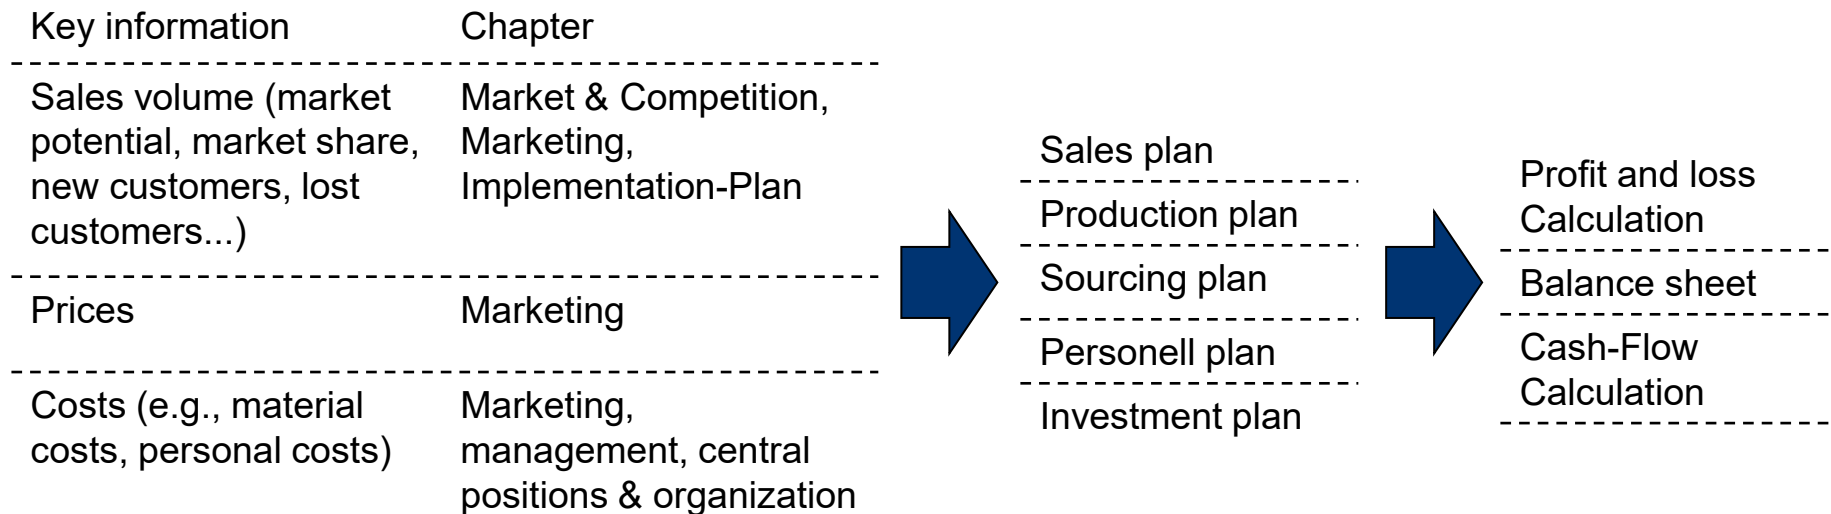 Key information
Chapter
Sales volume (market
potential, market share,
new customers, lost
customers...)
Market & Competition,
Marketing,
Implementation-Plan
Prices
Marketing
Costs (e.g., material
costs, personal costs)
Marketing,
management, central
positions & organization
Sales plan
Production plan
Sourcing plan
Personell plan
Investment plan
Profit and loss
Calculation
Balance sheet
Cash-Flow
Calculation